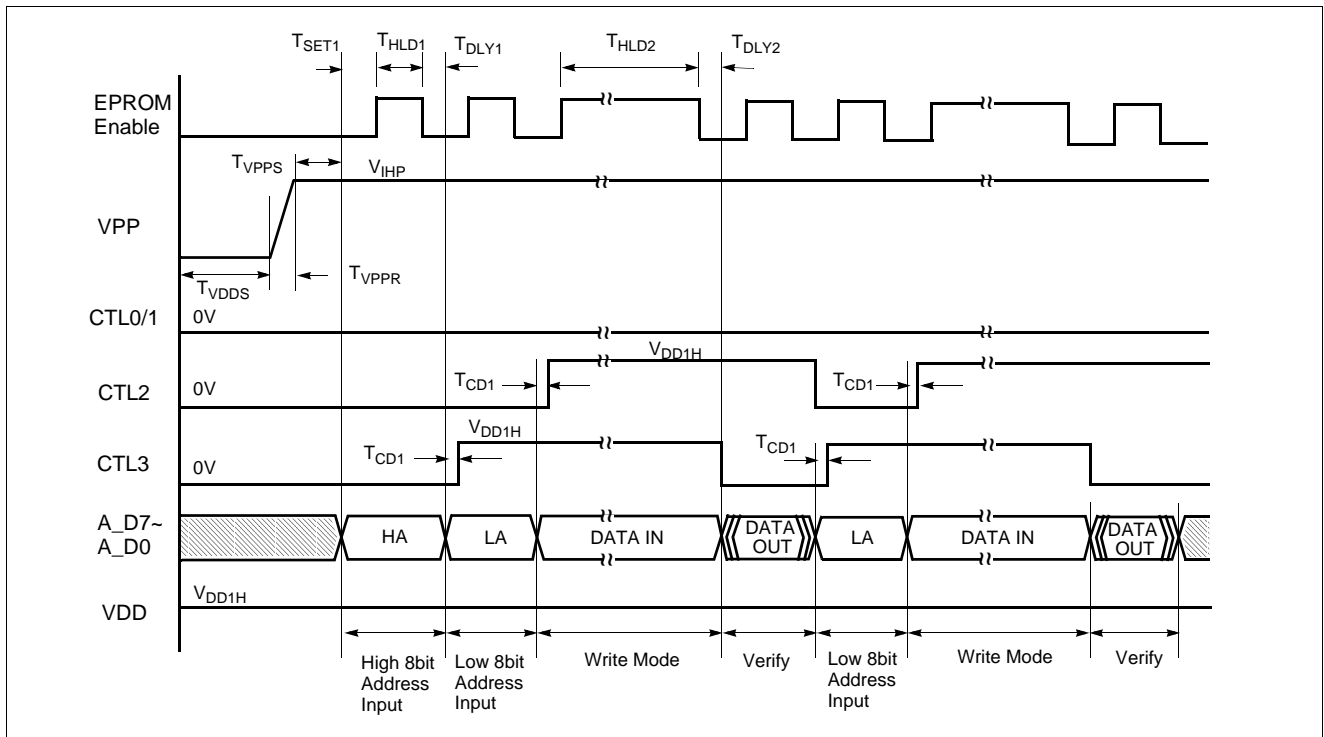 TSET1 THLD1 TDLY1 THLD2 TDLY2
EPROM
Enable
TVPPS VIHP
VPP
TVDDS TVPPR
CTL0/1 0V
VDD1H
CTL2 0V TCD1 TCD1
VDD1H
CTL3 0V TCD1 TCD1
A_D7~
A_D0
HA LA DATA IN DATA
OUT LA DATA IN DATA
OUT
VDD1H
VDD
High 8bit
Address
Input
Low 8bit
Address
Input
Write Mode
Verify
Low 8bit
Address
Input
Write Mode
Verify